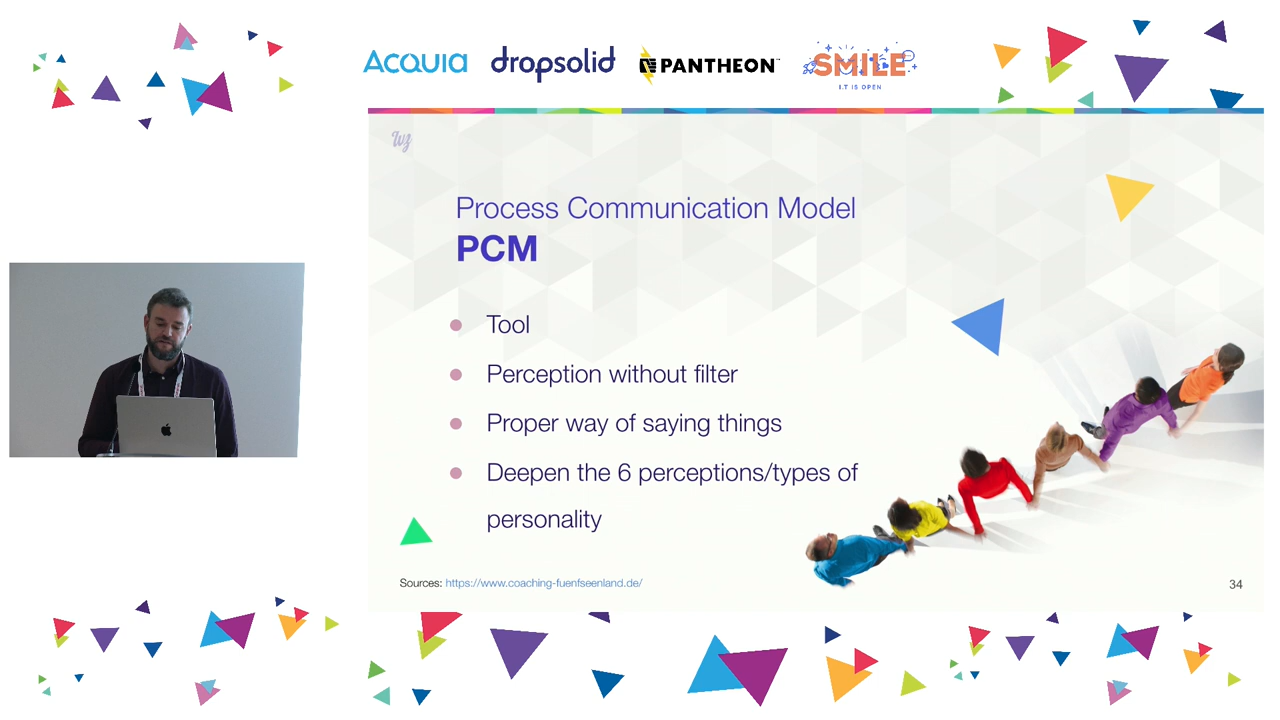 ACQUIA
dropsolid
PANTHEON
SMILE
I.T IS OPEN
Process Communication Model
PCM
Tool
Perception without filter
Proper way of saying things
Deepen the 6 perceptions/types of
personality
Sources: https://www.coaching-fuenfseenland.de/
34